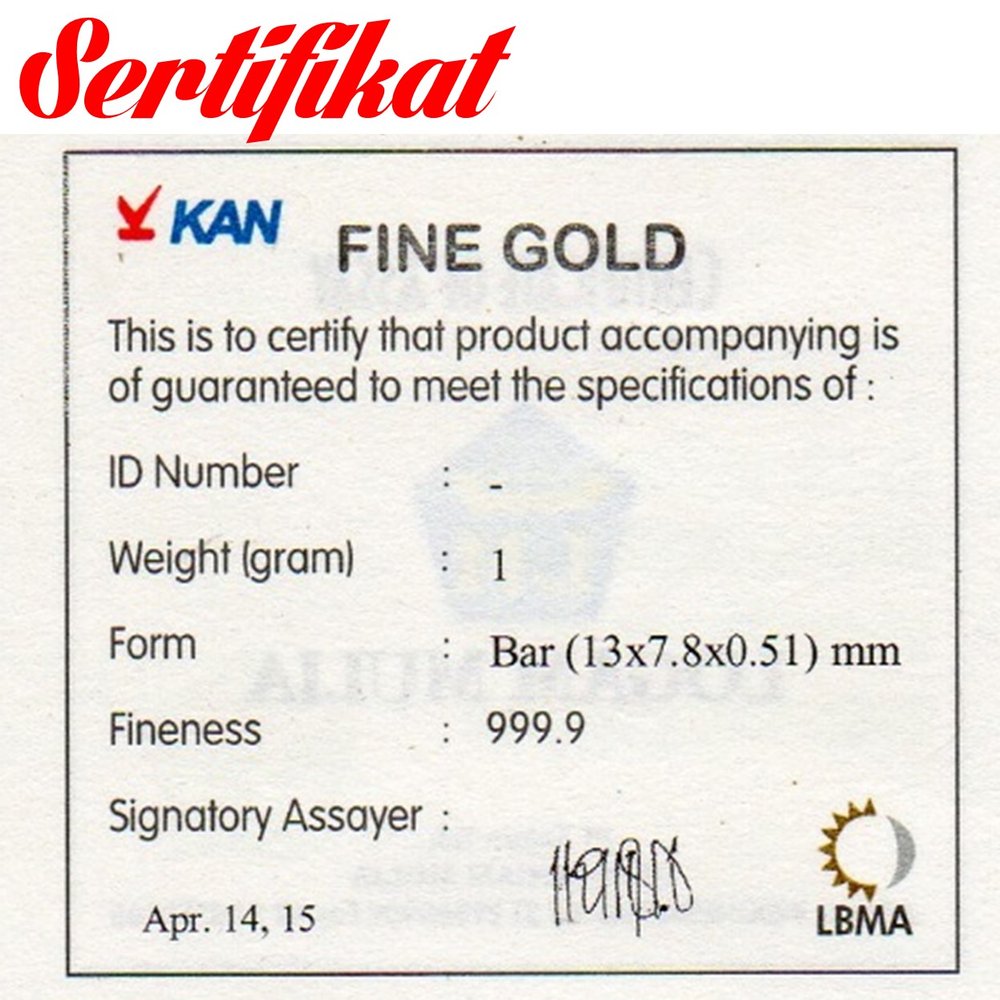 Sertifikat
KAN
FINE GOLD
This is to certify that product accompanying is
of guaranteed to meet the specifications of :
ID Number : -
Weight (gram) : 1
Form : Bar (13x7.8x0.51) mm
Fineness : 999.9
Signatory Assayer :
Apr. 14, 15
LBMA